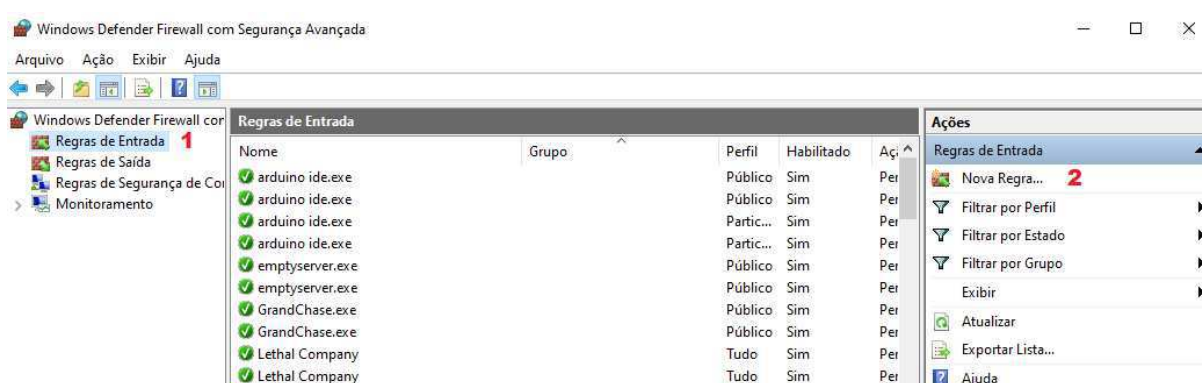 Windows Defender Firewall com Segurança Avançada
Arquivo Ação Exibir Ajuda
Windows Defender Firewall cor
Regras de Entrada 1
Regras de Saída
Regras de Segurança de Co
Monitoramento
Regras de Entrada
Nome Grupo Perfil Habilitado Açã
arduino ide.exe Público Sim Per
arduino ide.exe Público Sim Per
arduino ide.exe Partic... Sim Per
arduino ide.exe Partic... Sim Per
emptyserver.exe Público Sim Per
emptyserver.exe Público Sim Per
GrandChase.exe Público Sim Per
GrandChase.exe Público Sim Per
Lethal Company Tudo Sim Per
Lethal Company Tudo Sim Per
Ações
Regras de Entrada
Nova Regra... 2
Filtrar por Perfil
Filtrar por Estado
Filtrar por Grupo
Exibir
Atualizar
Exportar Lista...
Ajuda